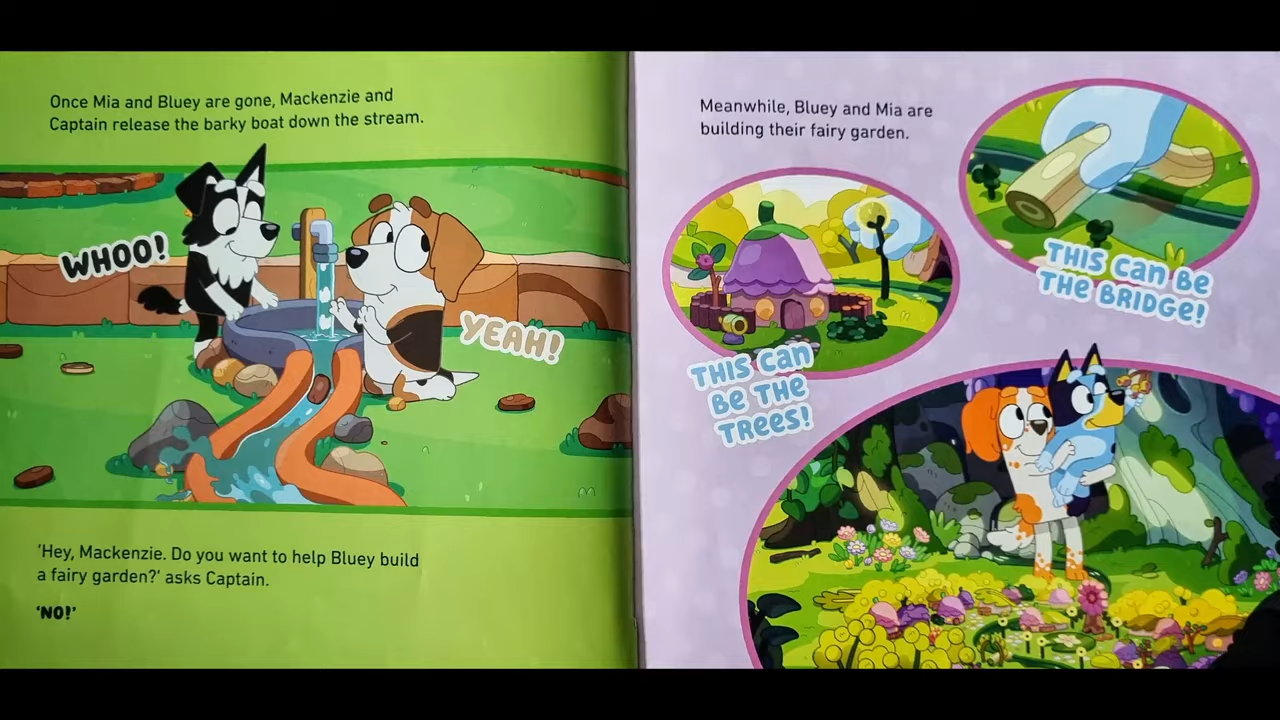 Once Mia and Bluey are gone, Mackenzie and
Captain release the barky boat down the stream.
WHOO!
YEAH!
‘Hey, Mackenzie. Do you want to help Bluey build
a fairy garden?’ asks Captain.
‘NO!’
Meanwhile, Bluey and Mia are
building their fairy garden.
THIS can BE
THE BRIDGE!
THIS can
BE THE
TREES!